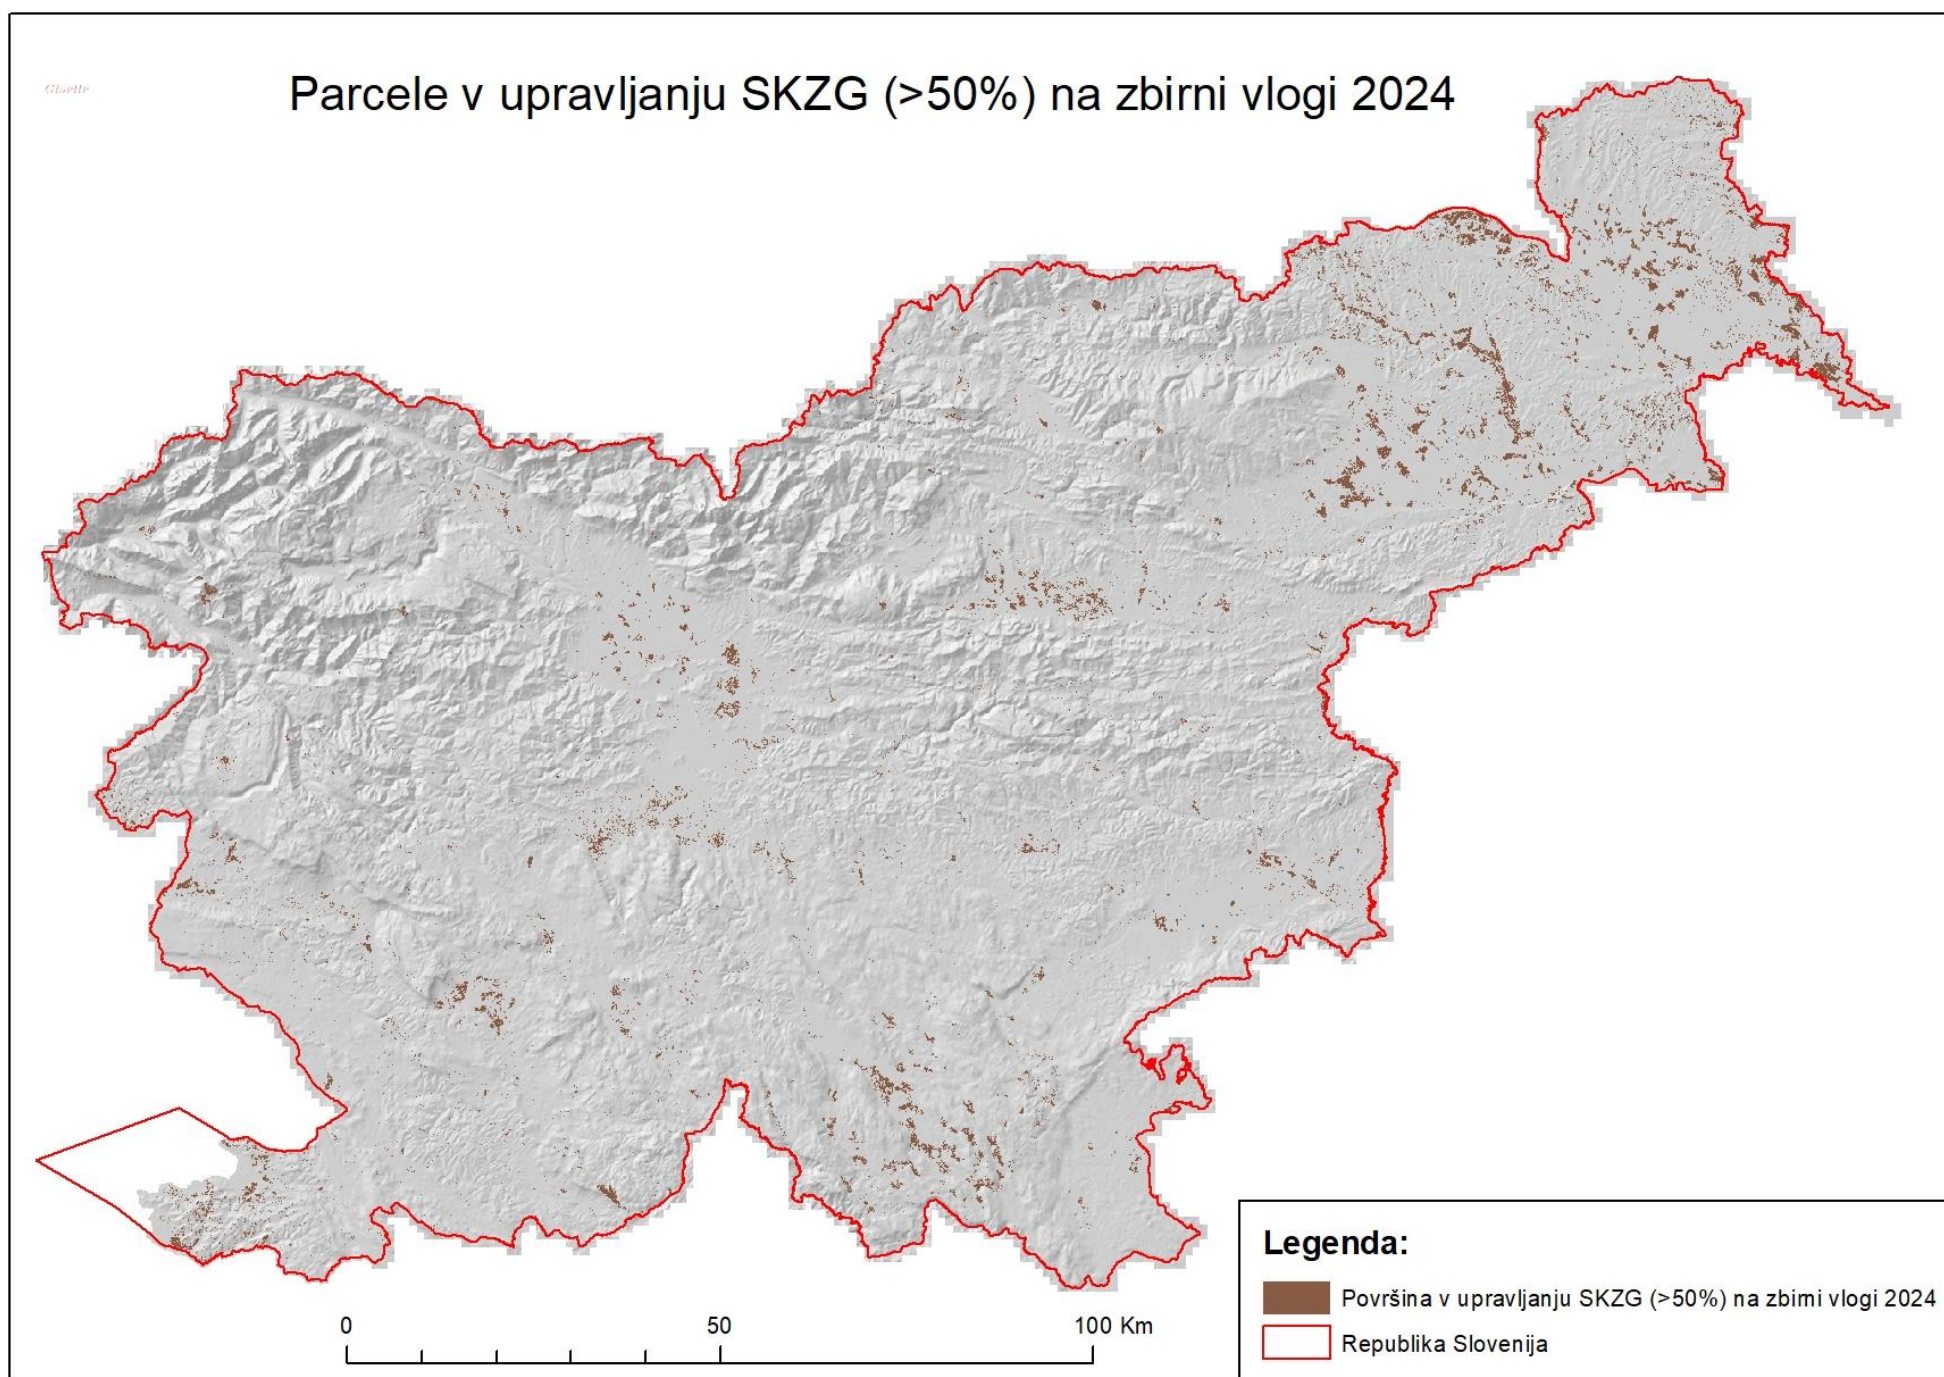 Parcele v upravljanju SKZG (>50%) na zbirni vlogi 2024
Legenda:
Površina v upravljanju SKZG (>50%) na zbirni vlogi 2024
Republika Slovenija
0 50 100 Km